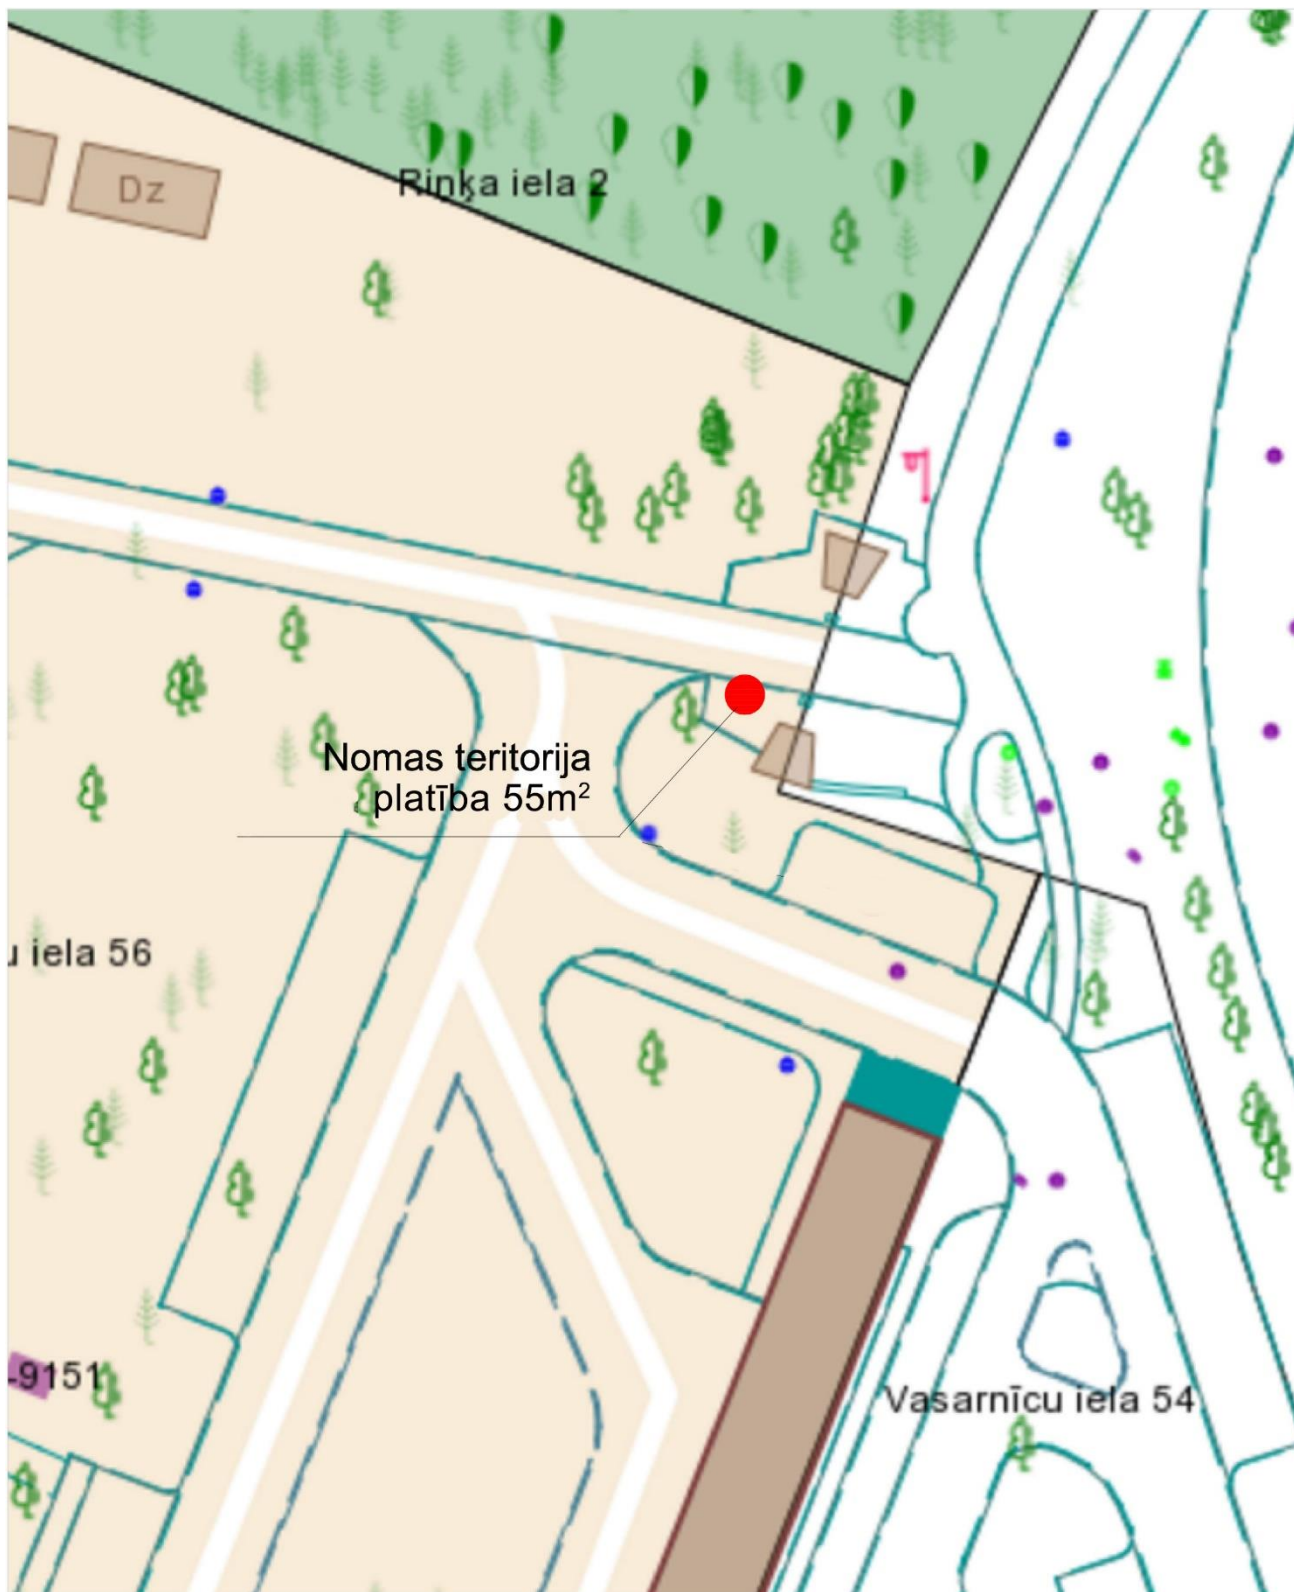 Dz
Rinķa iela 2
Nomas teritorija
platība 55m²
u iela 56
-9151
Vasarnīcu iela 54